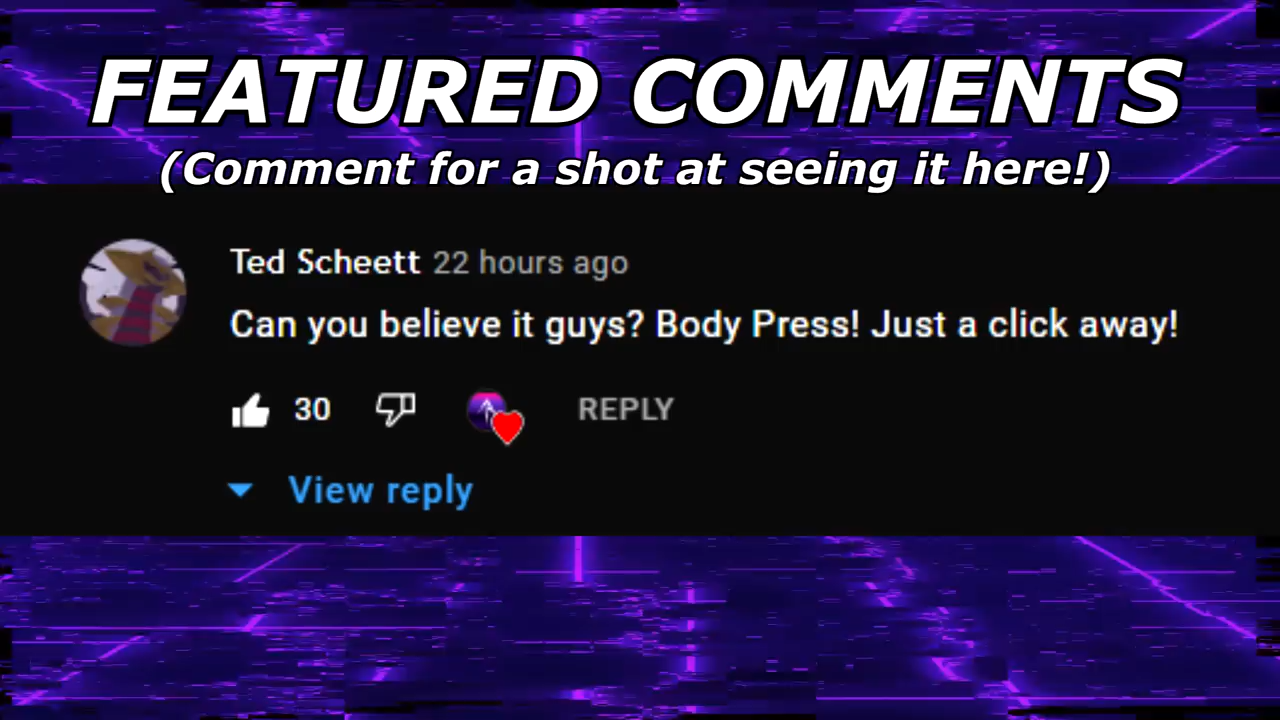 FEATURED COMMENTS
(Comment for a shot at seeing it here!)
Ted Scheett 22 hours ago
Can you believe it guys? Body Press! Just a click away!
30 REPLY
View reply